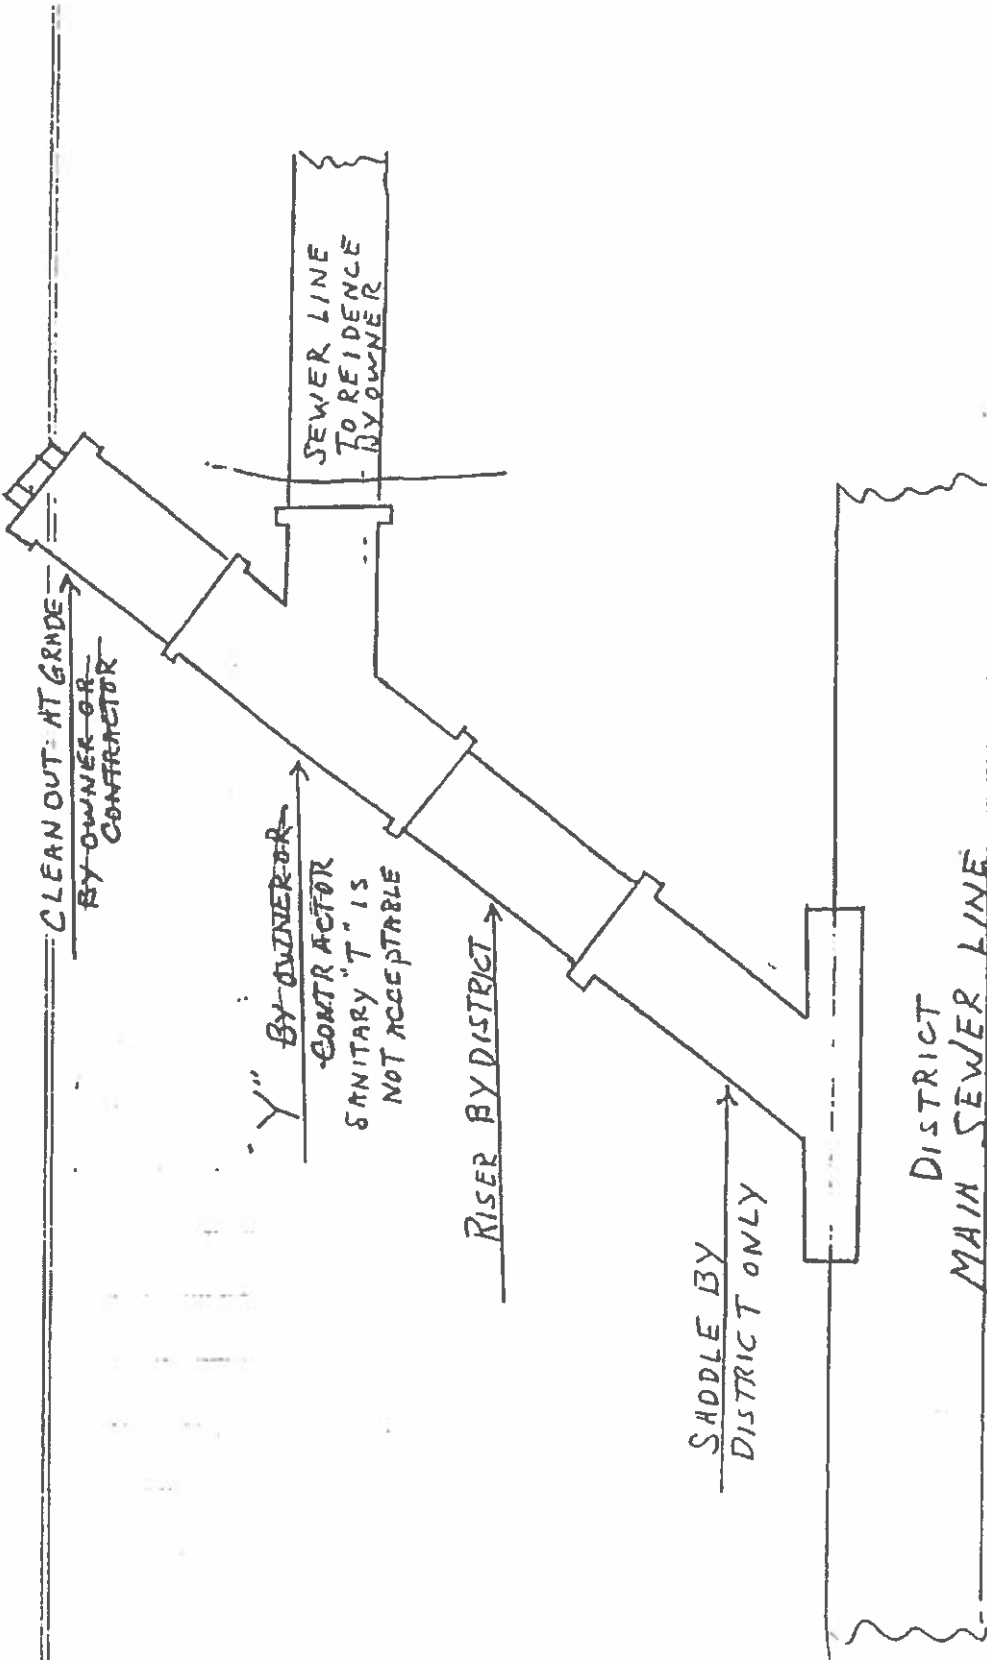 CLEANOUT AT GRADE
BY OWNER OR
CONTRACTOR
SEWER LINE
TO REIDENCE
BY OWNER
"Y"
BY OWNER OR
CONTRACTOR
SANITARY "T" IS
NOT ACCEPTABLE
RISER BY DISTRICT
SADDLE BY
DISTRICT ONLY
DISTRICT
MAIN SEWER LINE